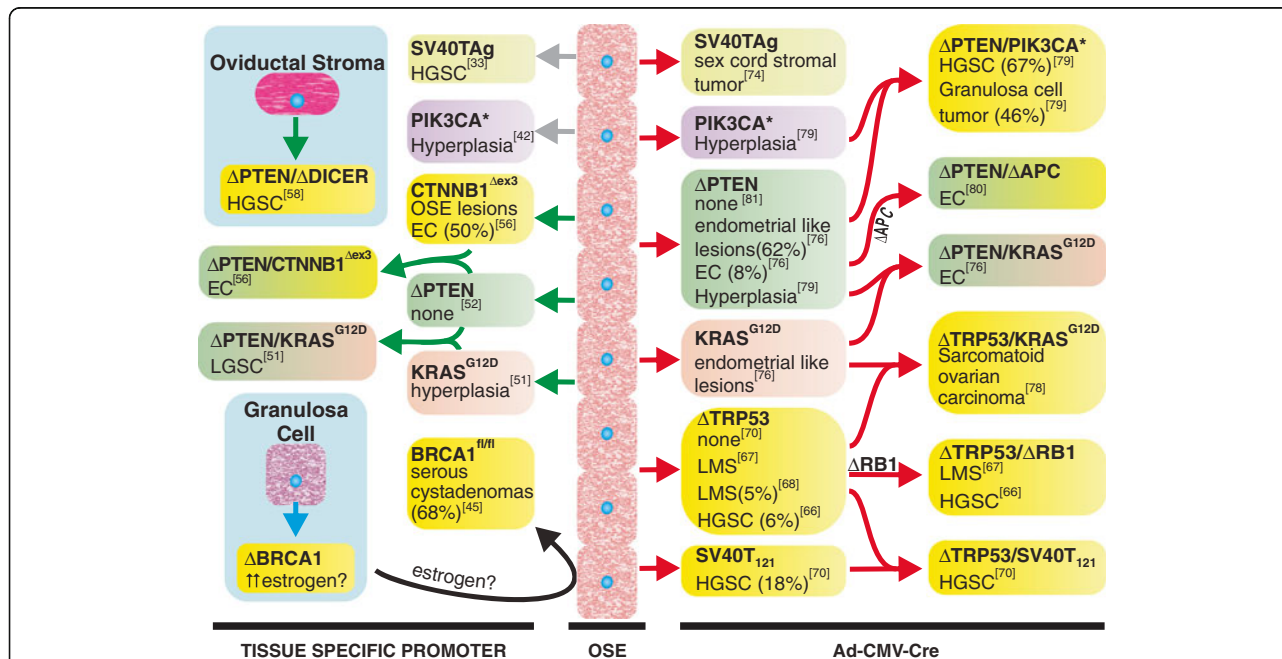 Oviductal Stroma
ΔPTEN/ΔDICER
HGSC[58]
SV40TAg
HGSC[33]
PIK3CA*
Hyperplasia[42]
CTNNB1Δex3
OSE lesions
EC (50%)[56]
ΔPTEN/CTNNB1Δex3
EC[56]
ΔPTEN
none [52]
ΔPTEN/KRASG12D
LGSC[51]
KRASG12D
hyperplasia[51]
Granulosa
Cell
ΔBRCA1
⇈estrogen?
BRCA1fl/fl
serous
cystadenomas
(68%)[45]
estrogen?
SV40TAg
sex cord stromal
tumor[74]
PIK3CA*
Hyperplasia[79]
ΔPTEN
none[81]
endometrial like
lesions(62%)[76]
EC (8%)[76]
Hyperplasia[79]
KRASG12D
endometrial like
lesions[76]
ΔTRP53
none[70]
LMS[67]
LMS(5%)[68]
HGSC (6%)[66]
SV40T121
HGSC (18%)[70]
ΔAPC
ΔRB1
ΔPTEN/PIK3CA*
HGSC (67%)[79]
Granulosa cell
tumor (46%)[79]
ΔPTEN/ΔAPC
EC[80]
ΔPTEN/KRASG12D
EC[76]
ΔTRP53/KRASG12D
Sarcomatoid
ovarian
carcinoma[78]
ΔTRP53/ΔRB1
LMS[67]
HGSC[66]
ΔTRP53/SV40T121
HGSC[70]
TISSUE SPECIFIC PROMOTER
OSE
Ad-CMV-Cre